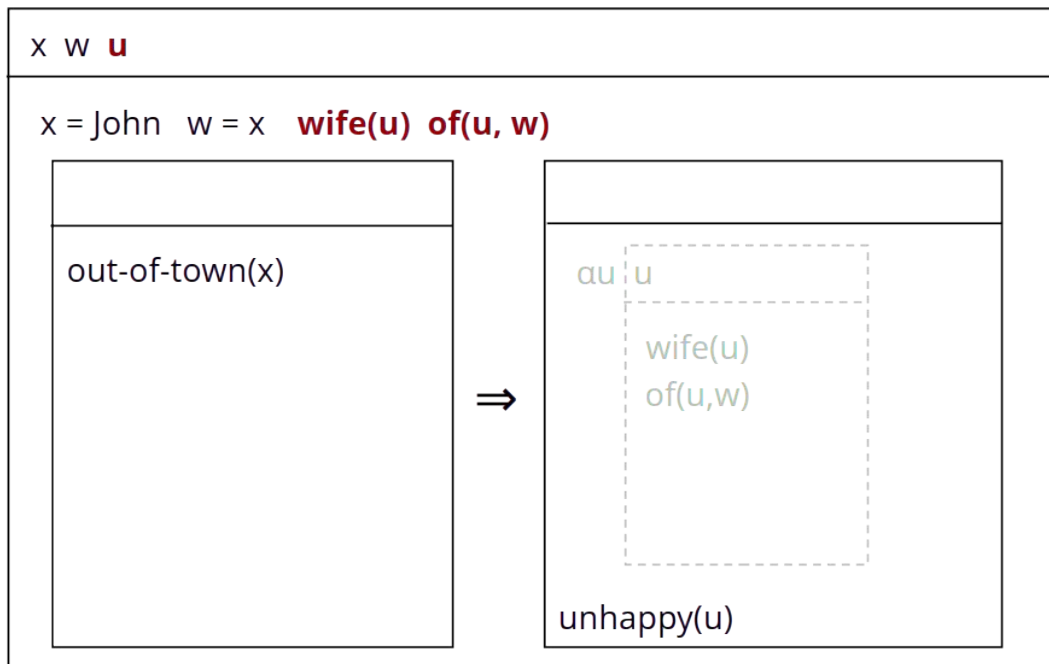 x w u
x = John w = x wife(u) of(u, w)
out-of-town(x)
⇒
αu u
wife(u)
of(u,w)
unhappy(u)